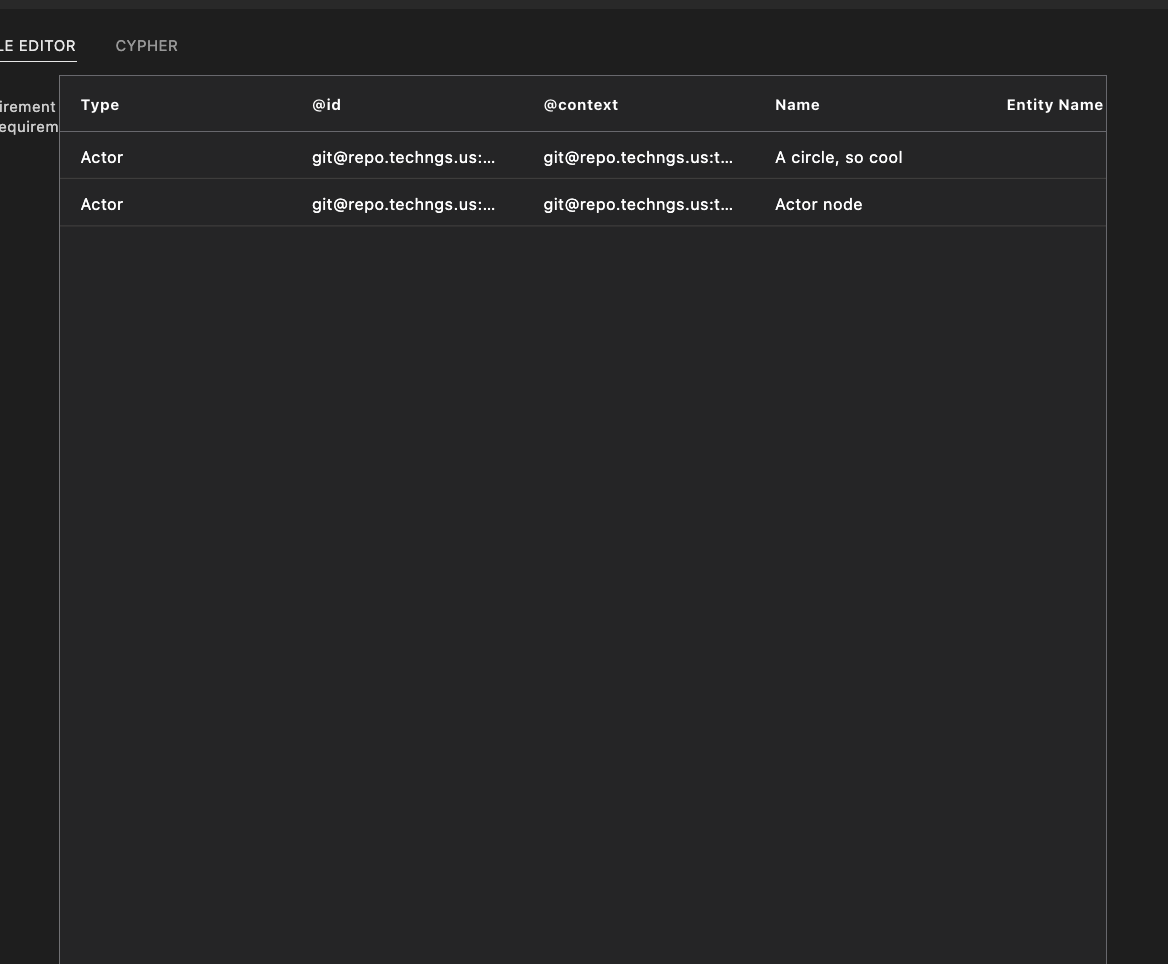 LE EDITOR CYPHER
irement
equirem
Type @id @context Name Entity Name
Actor git@repo.techngs.us:... git@repo.techngs.us:t... A circle, so cool
Actor git@repo.techngs.us:... git@repo.techngs.us:t... Actor node